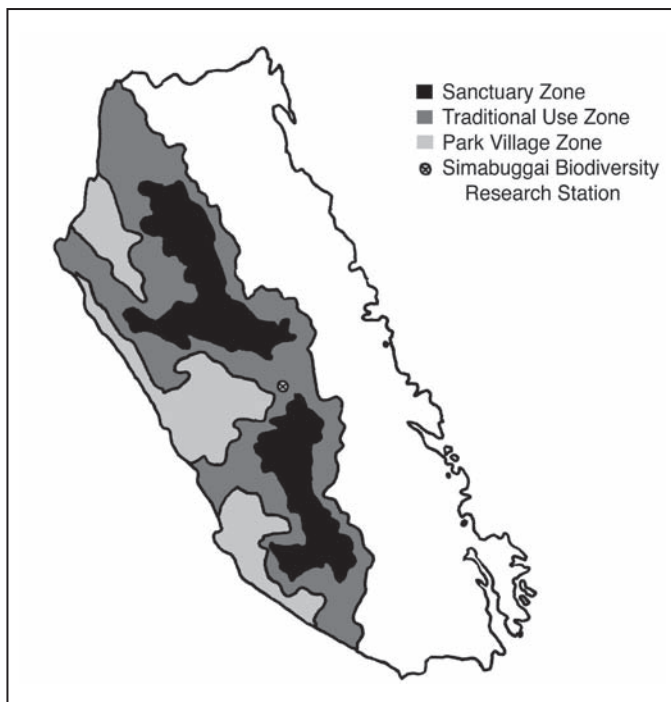 Sanctuary Zone
Traditional Use Zone
Park Village Zone
Simabuggai Biodiversity
Research Station